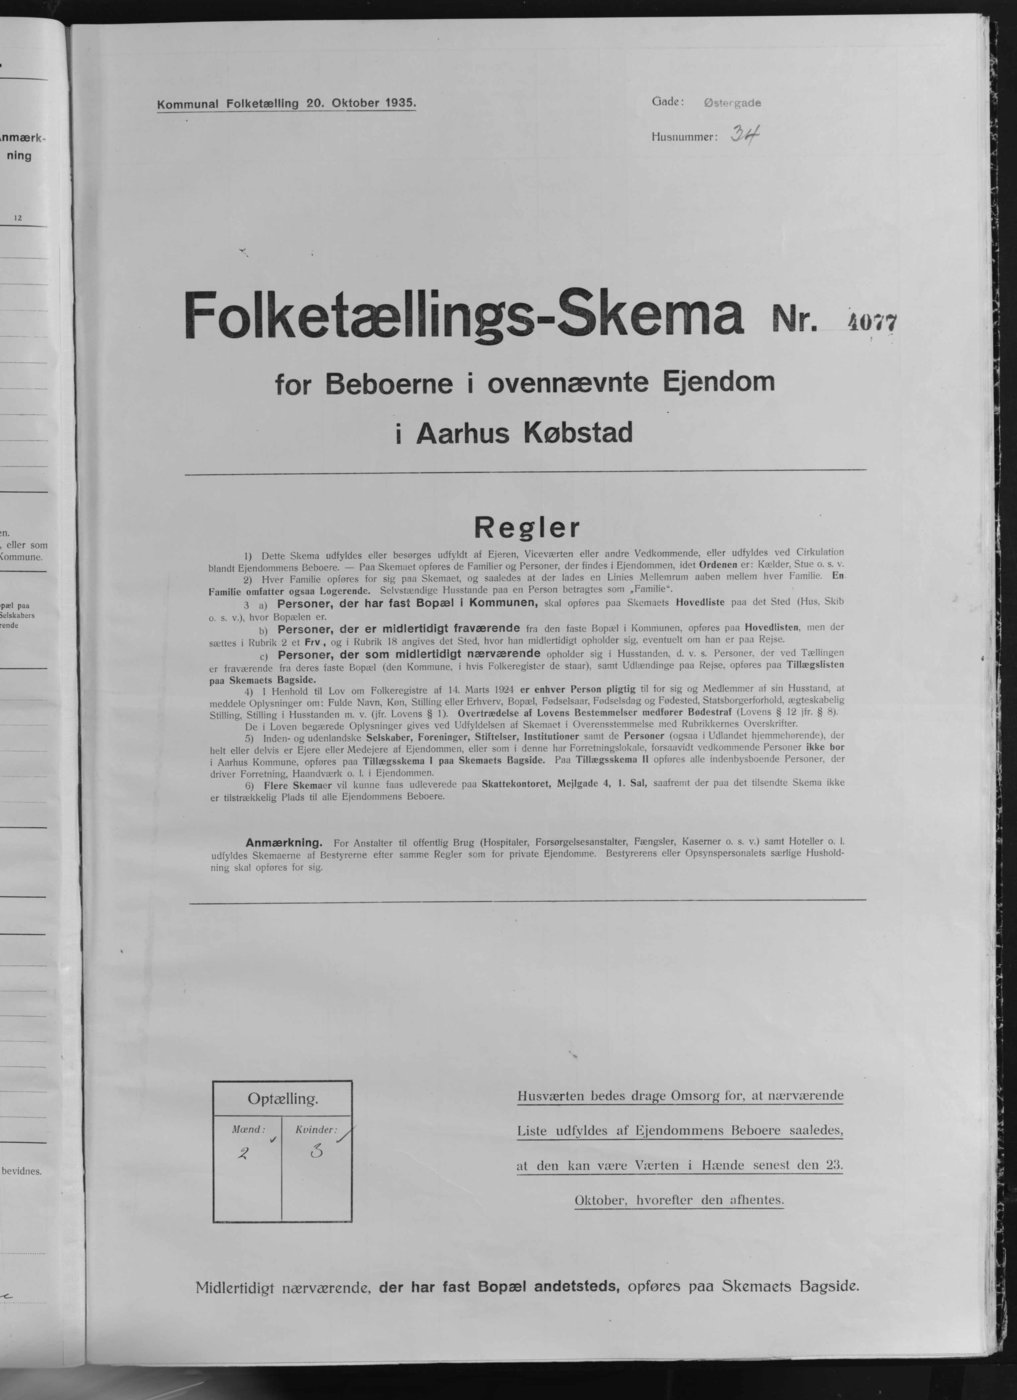 Kommunal Folketælling 20. Oktober 1935.
Gade: Østergade
Husnummer: 34
nmærk-
ning
12
Folketællings-Skema Nr. 4077
for Beboerne i ovennævnte Ejendom
i Aarhus Købstad
Regler
1) Dette Skema udfyldes eller besørges udfyldt af Ejeren, Viceværten eller andre Vedkommende, eller udfyldes ved Cirkulation
blandt Ejendommens Beboere. — Paa Skemaet opføres de Familier og Personer, der findes i Ejendommen, idet Ordenen er: Kælder, Stue o. s. v.
2) Hver Familie opføres for sig paa Skemaet, og saaledes at der lades en Linies Mellemrum aaben mellem hver Familie. En
Familie omfatter ogsaa Logerende. Selvstændige Husstande paa en Person betragtes som „Familie“.
3 a) Personer, der har fast Bopæl i Kommunen, skal opføres paa Skemaets Hovedliste paa det Sted (Hus, Skib
o. s. v.), hvor Bopælen er.
b) Personer, der er midlertidigt fraværende fra den faste Bopæl i Kommunen, opføres paa Hovedlisten, men der
sættes i Rubrik 2 et Frv., og i Rubrik 18 angives det Sted, hvor han midlertidigt opholder sig, eventuelt om han er paa Rejse.
c) Personer, der som midlertidigt nærværende opholder sig i Husstanden, d. v. s. Personer, der ved Tællingen
er fraværende fra deres faste Bopæl (den Kommune, i hvis Folkeregister de staar), samt Udlændinge paa Rejse, opføres paa Tillægslisten
paa Skemaets Bagside.
4) I Henhold til Lov om Folkeregistre af 14. Marts 1924 er enhver Person pligtig til for sig og Medlemmer af sin Husstand, at
meddele Oplysninger om: Fulde Navn, Køn, Stilling eller Erhverv, Bopæl, Fødselsaar, Fødselsdag og Fødested, Statsborgerforhold, ægteskabelig
Stilling, Stilling i Husstanden m. v. (jfr. Lovens § 1). Overtrædelse af Lovens Bestemmelser medfører Bødestraf (Lovens § 12 jfr. § 8).
De i Loven begærede Oplysninger gives ved Udfyldelsen af Skemaet i Overensstemmelse med Rubrikkernes Overskrifter.
5) Inden- og udenlandske Selskaber, Foreninger, Stiftelser, Institutioner samt de Personer (ogsaa i Udlandet hjemmehørende), der
helt eller delvis er Ejere eller Medejere af Ejendommen, eller som i denne har Forretningslokale, forsaavidt vedkommende Personer ikke bor
i Aarhus Kommune, opføres paa Tillægsskema I paa Skemaets Bagside. Paa Tillægsskema II opføres alle indenbysboende Personer, der
driver Forretning, Haandværk o. l. i Ejendommen.
6) Flere Skemaer vil kunne faas udleverede paa Skattekontoret, Mejlgade 4, 1. Sal, saafremt der paa det tilsendte Skema ikke
er tilstrækkelig Plads til alle Ejendommens Beboere.
en.
, eller som
Kommune.
pæl paa
Selskabers
rende
Anmærkning. For Anstalter til offentlig Brug (Hospitaler, Forsørgelsesanstalter, Fængsler, Kaserner o. s. v.) samt Hoteller o. l.
udfyldes Skemaerne af Bestyrerne efter samme Regler som for private Ejendomme. Bestyrerens eller Opsynspersonalets særlige Hushold-
ning skal opføres for sig.
Optælling.
Mænd: Kvinder:
2 3
Husværten bedes drage Omsorg for, at nærværende
Liste udfyldes af Ejendommens Beboere saaledes,
at den kan være Værten i Hænde senest den 23.
Oktober, hvorefter den afhentes.
bevidnes.
Midlertidigt nærværende, der har fast Bopæl andetsteds, opføres paa Skemaets Bagside.